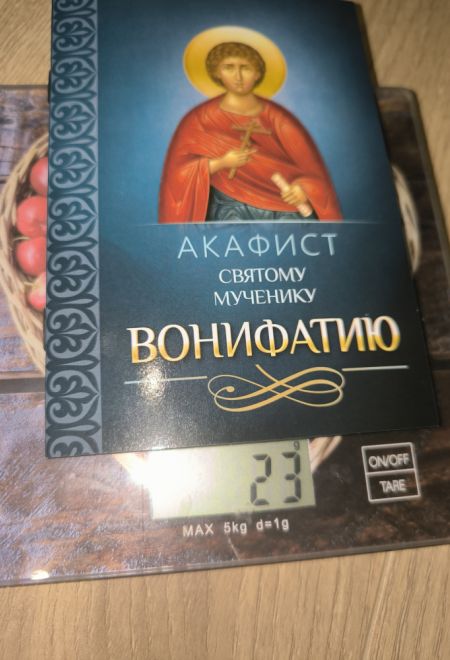 АКАФИСТ
СВЯТОМУ
МУЧЕНИКУ
ВОНИФАТИЮ
g
23
ON/OFF
TARE
MAX 5kg d=1g